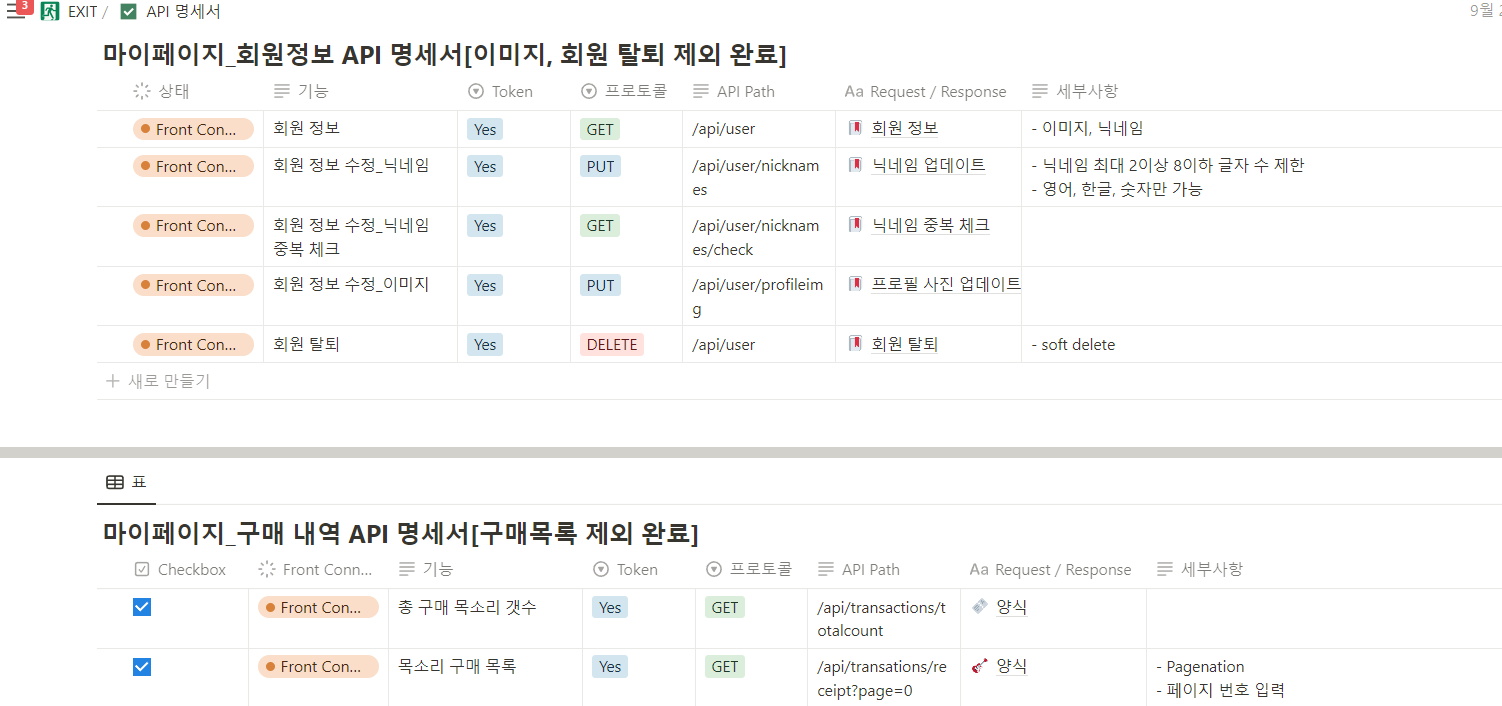 3 EXIT / API 명세서
9월 2
마이페이지_회원정보 API 명세서[이미지, 회원 탈퇴 제외 완료]
상태 기능 Token 프로토콜 API Path Aa Request / Response 세부사항
Front Con... 회원 정보 Yes GET /api/user 회원 정보 - 이미지, 닉네임
Front Con... 회원 정보 수정_닉네임 Yes PUT /api/user/nicknam 닉네임 업데이트 - 닉네임 최대 2이상 8이하 글자 수 제한
es - 영어, 한글, 숫자만 가능
Front Con... 회원 정보 수정_닉네임 Yes GET /api/user/nicknam 닉네임 중복 체크
중복 체크 es/check
Front Con... 회원 정보 수정_이미지 Yes PUT /api/user/profileim 프로필 사진 업데이트
g
Front Con... 회원 탈퇴 Yes DELETE /api/user 회원 탈퇴 - soft delete
새로 만들기
표
마이페이지_구매 내역 API 명세서[구매목록 제외 완료]
Checkbox Front Conn... 기능 Token 프로토콜 API Path Aa Request / Response 세부사항
Front Con... 총 구매 목소리 갯수 Yes GET /api/transactions/t 양식
otalcount
Front Con... 목소리 구매 목록 Yes GET /api/transations/re 양식 - Pagenation
ceipt?page=0 - 페이지 번호 입력